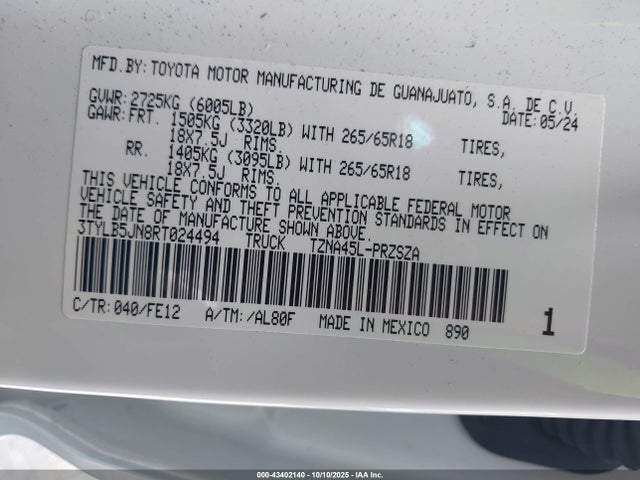 MFD.BY: TOYOTA MOTOR MANUFACTURING DE GUANAJUATO, S.A. DE C.V.
GVWR: 2725KG (6005LB) DATE: 05/24
GAWR: FRT. 1505KG (3320LB) WITH 265/65R18 TIRES,
18X7.5J RIMS.
RR. 1405KG (3095LB) WITH 265/65R18 TIRES,
18X7.5J RIMS.
THIS VEHICLE CONFORMS TO ALL APPLICABLE FEDERAL MOTOR
VEHICLE SAFETY AND THEFT PREVENTION STANDARDS IN EFFECT ON
THE DATE OF MANUFACTURE SHOWN ABOVE.
3TYLB5JN8RT024494 TRUCK TZNA45L-PRZSZA
C/TR: 040/FE12 A/TM: /AL80F MADE IN MEXICO 890 1
000-43402140 - 10/10/2025 - IAA Inc.